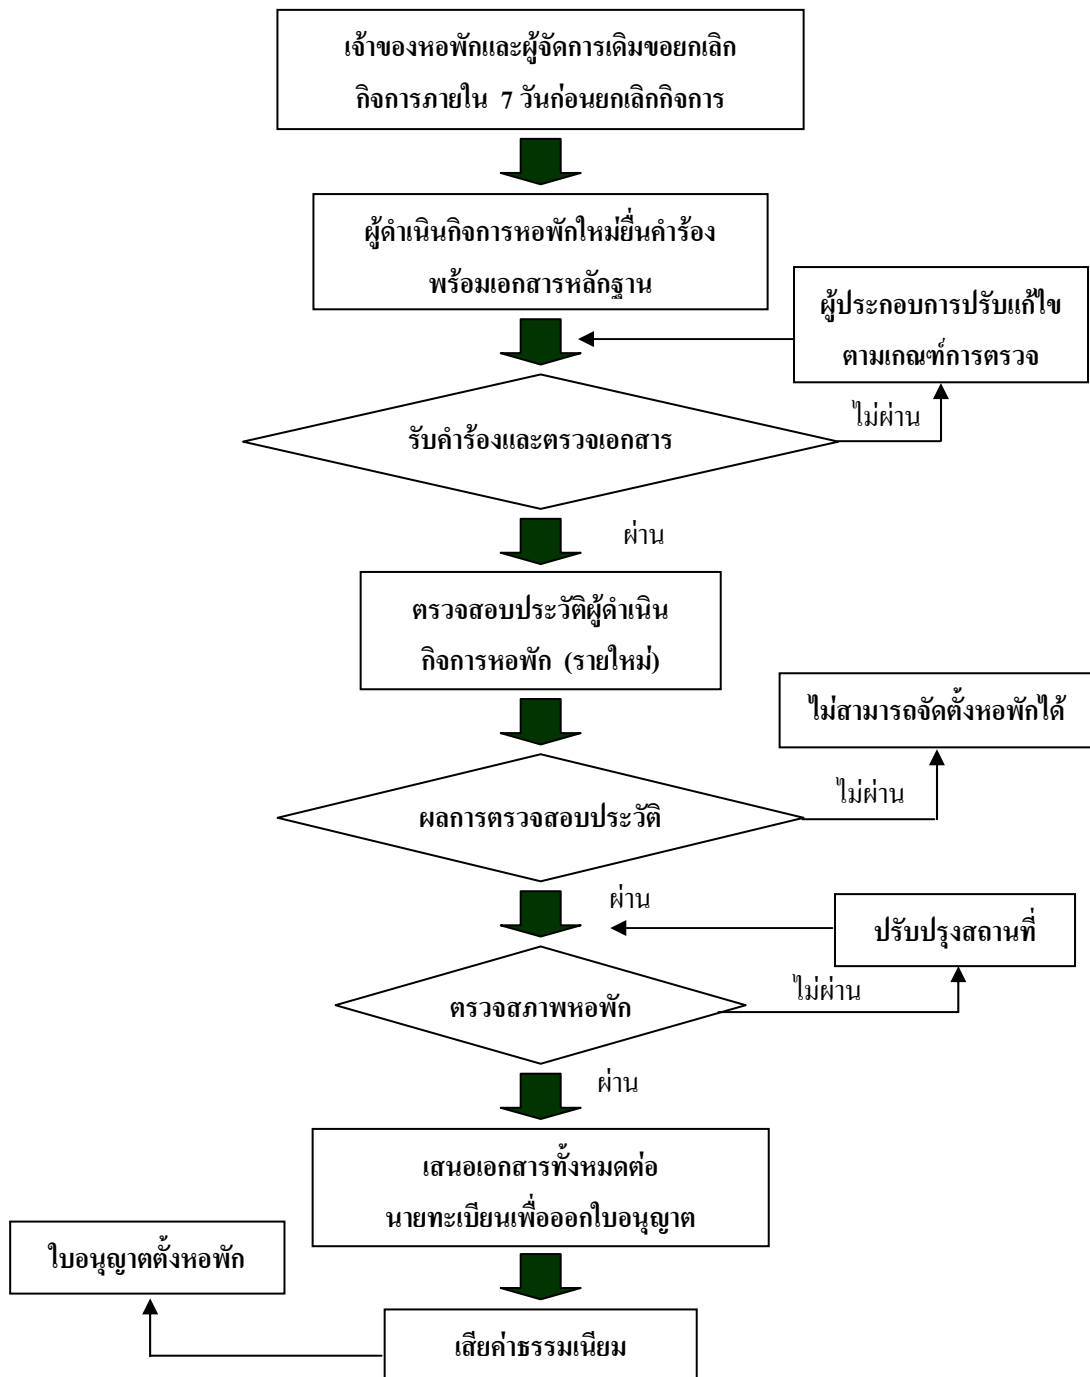 เจ้าของหอพักและผู้จัดการเดิมขอยกเลิก
กิจการภายใน 7 วันก่อนยกเลิกกิจการ
ผู้ดำเนินกิจการหอพักใหม่ยื่นคำร้อง
พร้อมเอกสารหลักฐาน
ผู้ประกอบการปรับแก้ไข
ตามเกณฑ์การตรวจ
ไม่ผ่าน
รับคำร้องและตรวจเอกสาร
ผ่าน
ตรวจสอบประวัติผู้ดำเนิน
กิจการหอพัก (รายใหม่)
ไม่สามารถจัดตั้งหอพักได้
ไม่ผ่าน
ผลการตรวจสอบประวัติ
ผ่าน
ปรับปรุงสถานที่
ไม่ผ่าน
ตรวจสภาพหอพัก
ผ่าน
เสนอเอกสารทั้งหมดต่อ
นายทะเบียนเพื่อออกใบอนุญาต
ใบอนุญาตตั้งหอพัก
เสียค่าธรรมเนียม